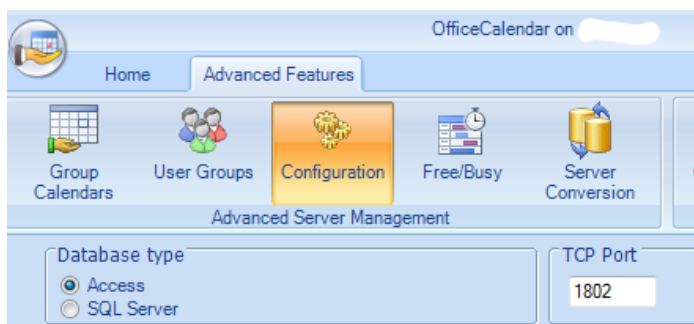 OfficeCalendar on
Home Advanced Features
Group Calendars User Groups Configuration Free/Busy Server Conversion
Advanced Server Management
Database type TCP Port
Access 1802
SQL Server